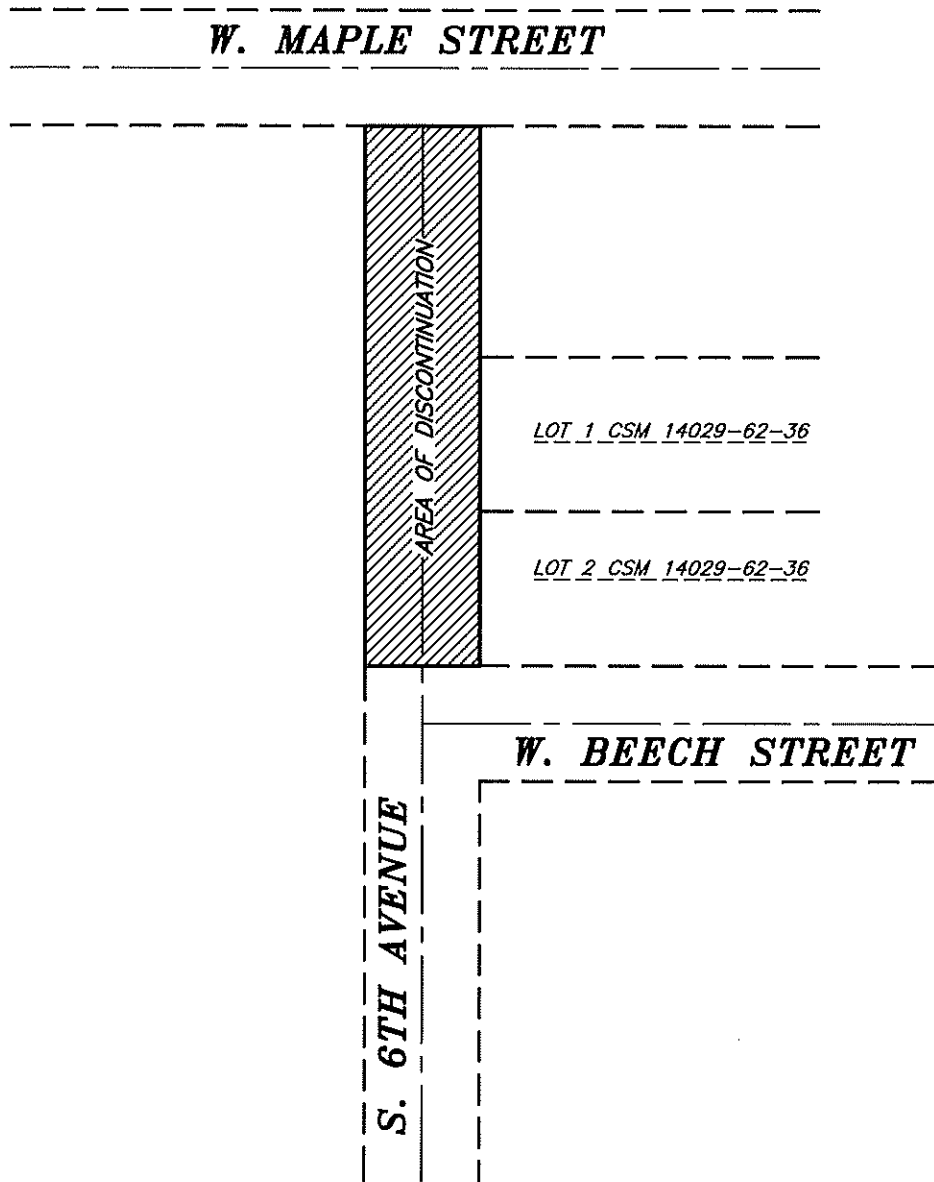 W. MAPLE STREET
AREA OF DISCONTINUATION
LOT 1 CSM 14029-62-36
LOT 2 CSM 14029-62-36
W. BEECH STREET
S. 6TH AVENUE